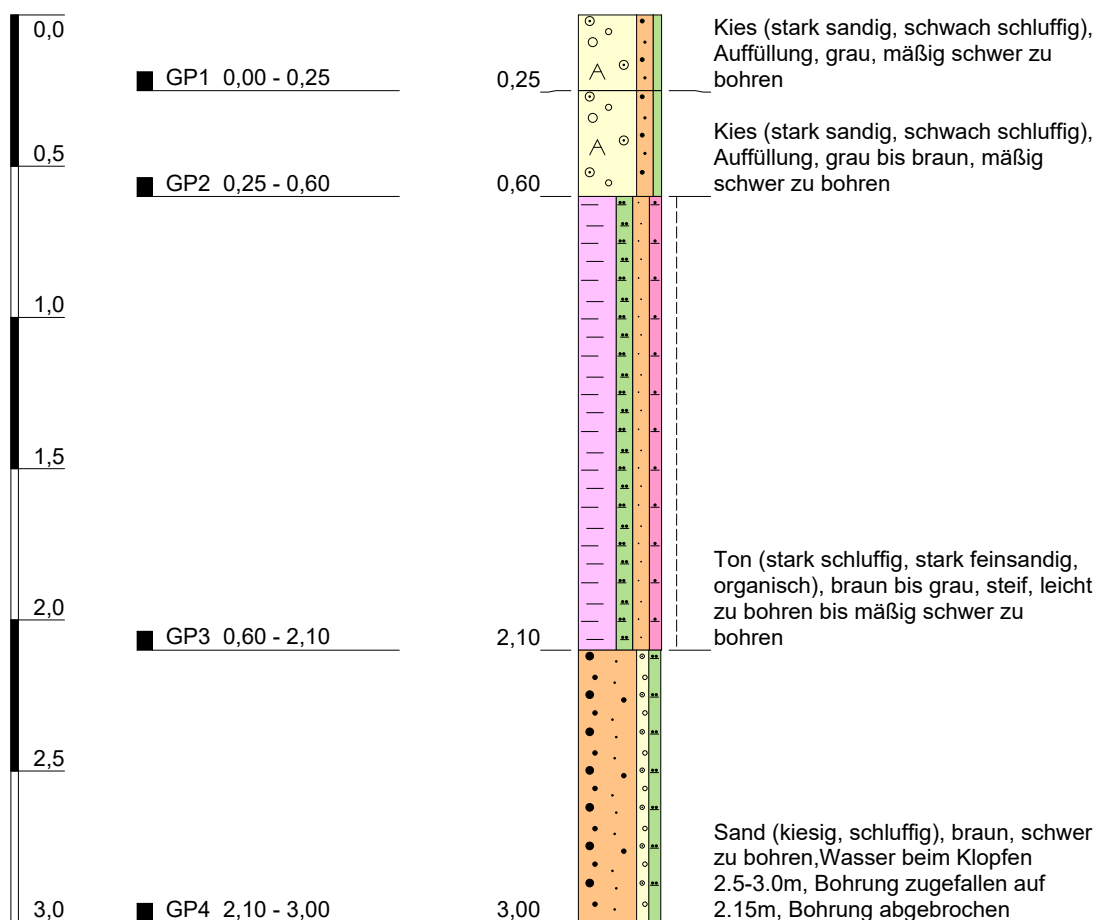 0,0
Kies (stark sandig, schwach schluffig),
Auffüllung, grau, mäßig schwer zu
bohren
GP1 0,00 - 0,25
0,25
Kies (stark sandig, schwach schluffig),
Auffüllung, grau bis braun, mäßig
schwer zu bohren
0,5
GP2 0,25 - 0,60
0,60
1,0
1,5
Ton (stark schluffig, stark feinsandig,
organisch), braun bis grau, steif, leicht
zu bohren bis mäßig schwer zu
bohren
2,0
GP3 0,60 - 2,10
2,10
2,5
Sand (kiesig, schluffig), braun, schwer
zu bohren,Wasser beim Klopfen
2.5-3.0m, Bohrung zugefallen auf
2.15m, Bohrung abgebrochen
3,0
GP4 2,10 - 3,00
3,00